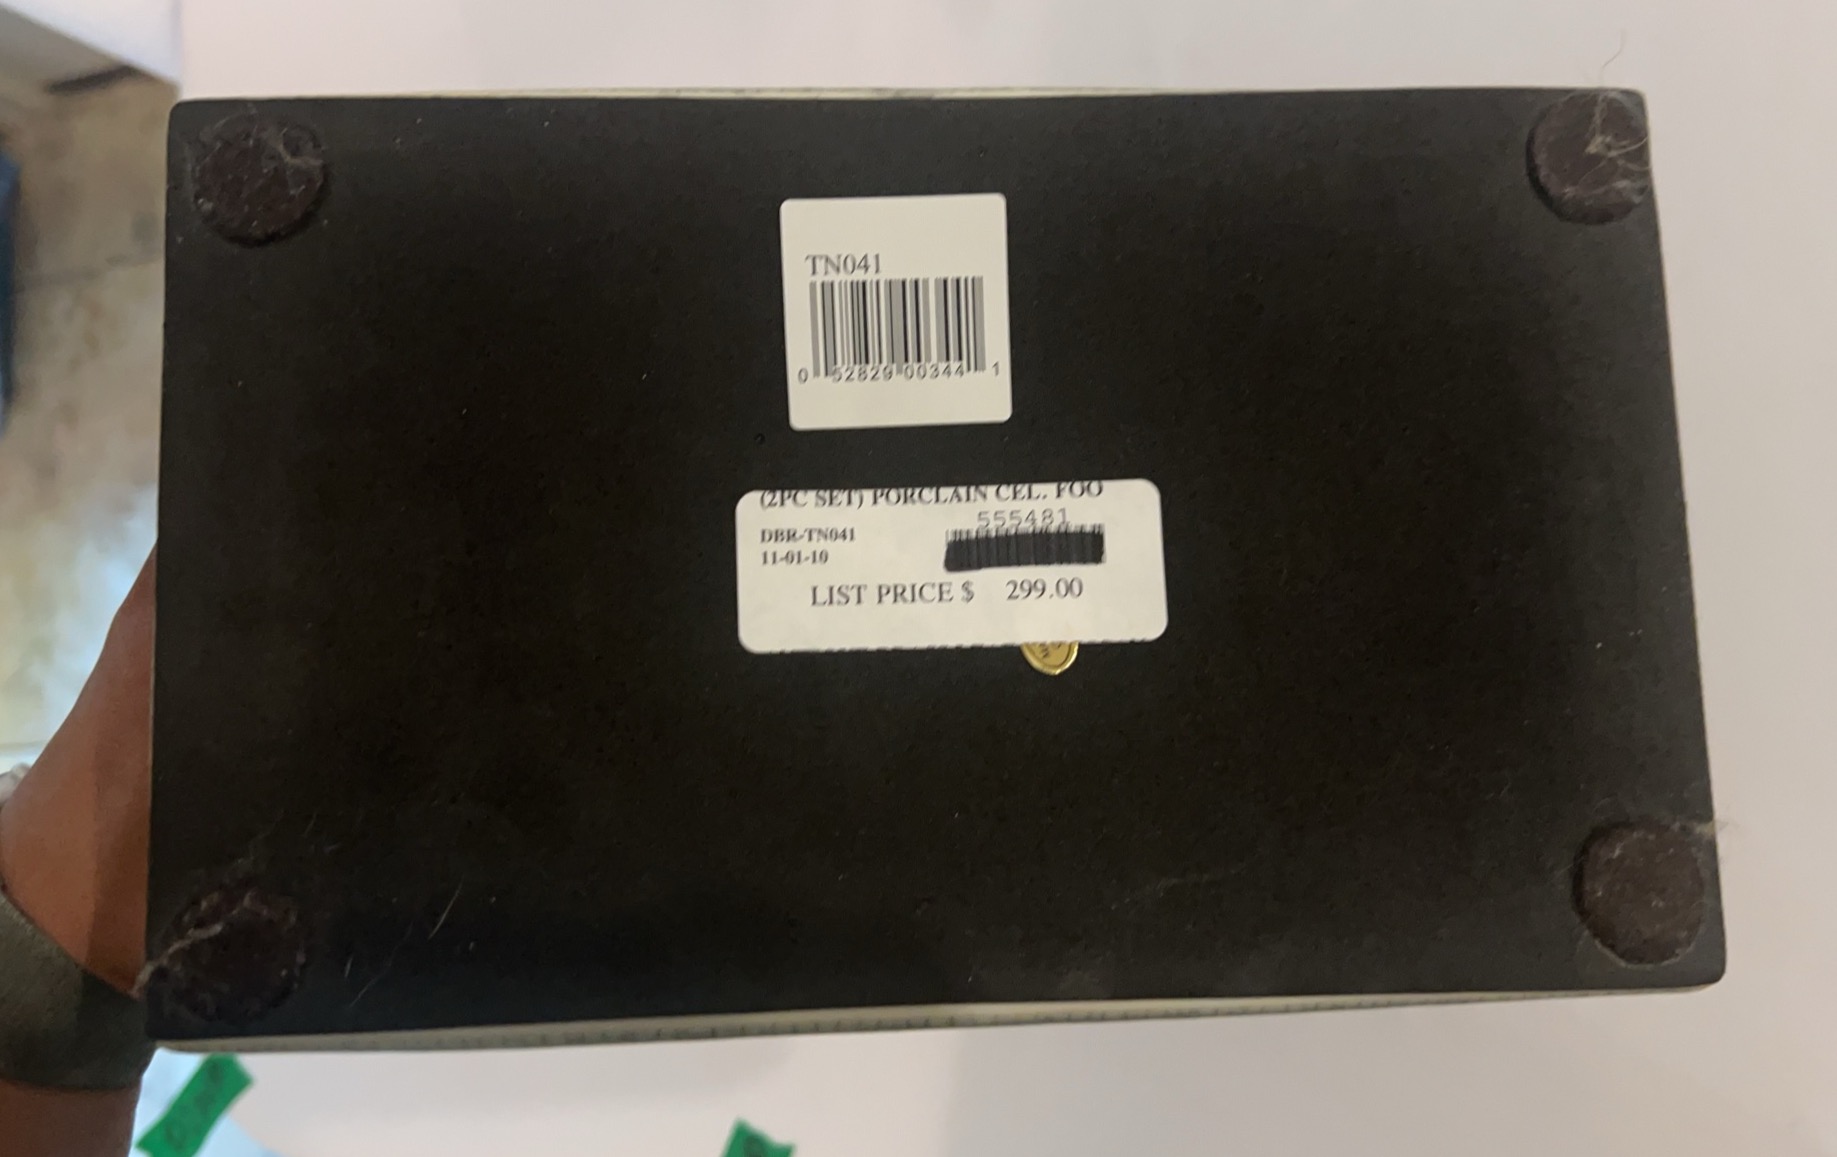 TN041
0 52829 00344 1
(2PC SET) PORCLAIN CEL. FOO
555481
DBR-TN041
11-01-10
LIST PRICE $ 299.00